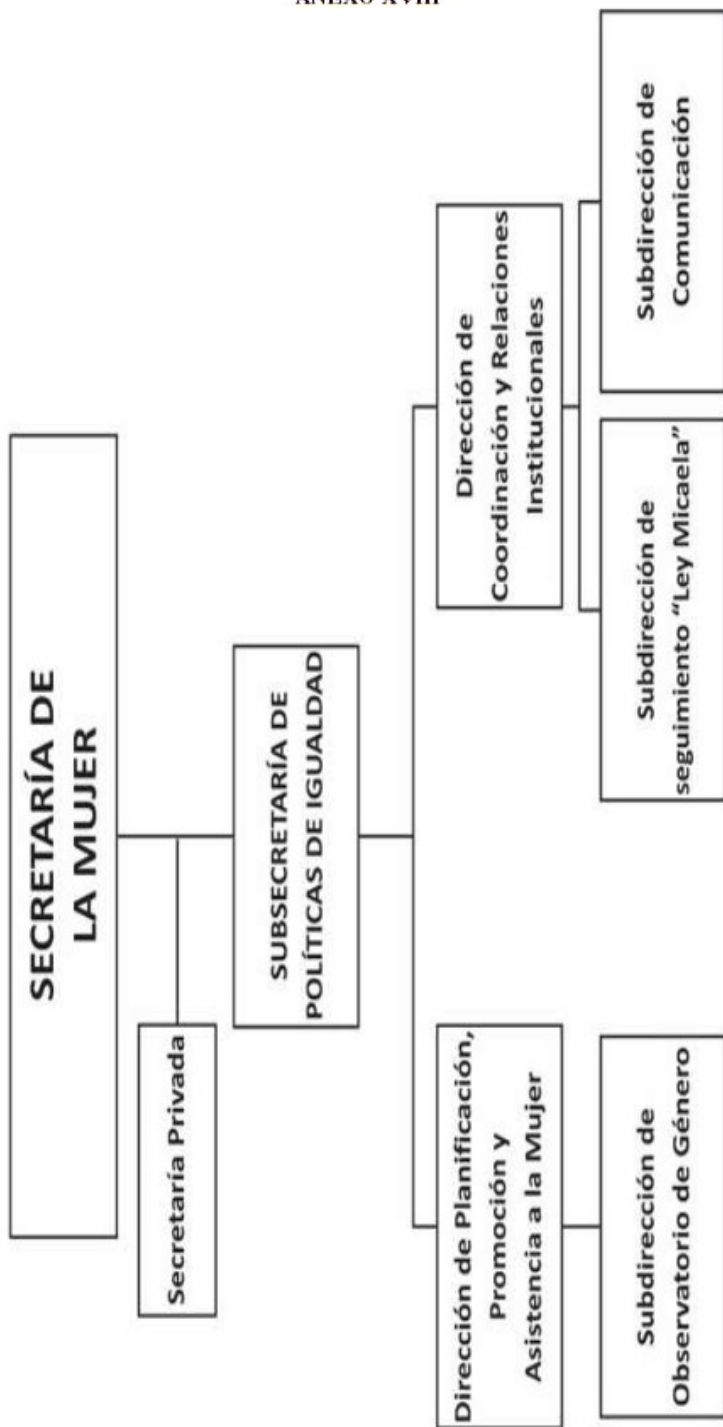 ANEXO XVIII
SECRETARÍA DE
LA MUJER
Secretaría Privada
SUBSECRETARÍA DE
POLÍTICAS DE IGUALDAD
Dirección de Planificación,
Promoción y
Asistencia a la Mujer
Dirección de
Coordinación y Relaciones
Institucionales
Subdirección de
Observatorio de Género
Subdirección de
seguimiento “Ley Micaela”
Subdirección de
Comunicación